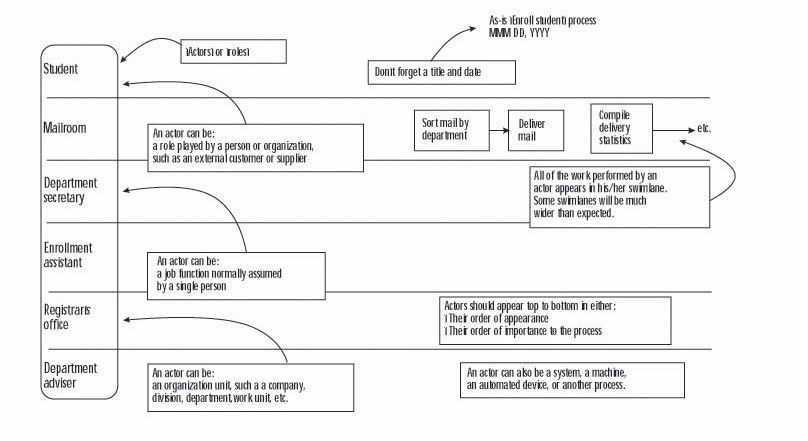 As-is ìEnroll studentî process
MMM DD, YYYY
ìActorsî or ìrolesî
Donít forget a title and date
Student
Mailroom
An actor can be:
a role played by a person or organization,
such as an external customer or supplier
Sort mail by
department
Deliver
mail
Compile
delivery
statistics
etc.
Department
secretary
All of the work performed by an
actor appears in his/her swimlane.
Some swimlanes will be much
wider than expected.
Enrollment
assistant
An actor can be:
a job function normally assumed
by a single person
Registrarís
office
Actors should appear top to bottom in either:
ï Their order of appearance
ï Their order of importance to the process
Department
adviser
An actor can be:
an organization unit, such a a company,
division, department,work unit, etc.
An actor can also be a system, a machine,
an automated device, or another process.